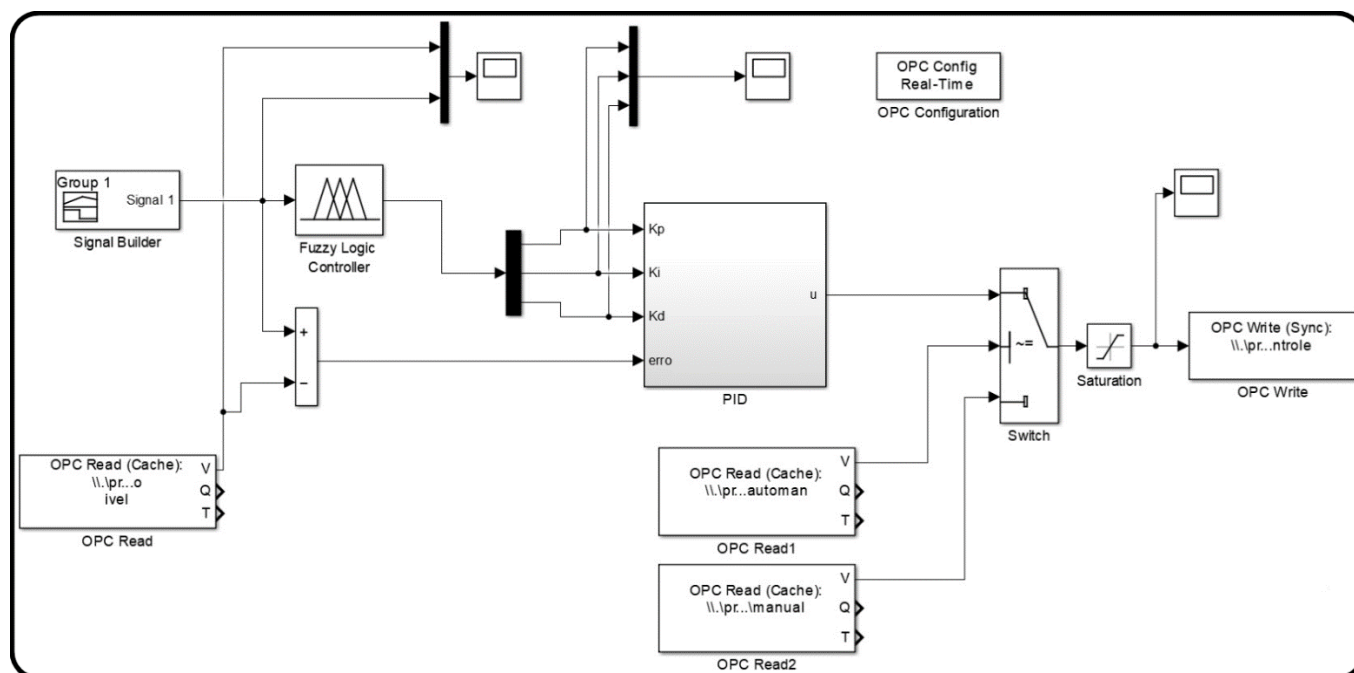 OPC Config
Real-Time
OPC Configuration
Group 1
Signal 1
Signal Builder
Fuzzy Logic
Controller
Kp
Ki
Kd
erro
u
PID
+
−
~=
Switch
Saturation
OPC Write (Sync):
\\.\pr...ntrole
OPC Write
OPC Read (Cache):
\\.\pr...o
ivel
V
Q
T
OPC Read
OPC Read (Cache):
\\.\pr...automan
V
Q
T
OPC Read1
OPC Read (Cache):
\\.\pr...\manual
V
Q
T
OPC Read2